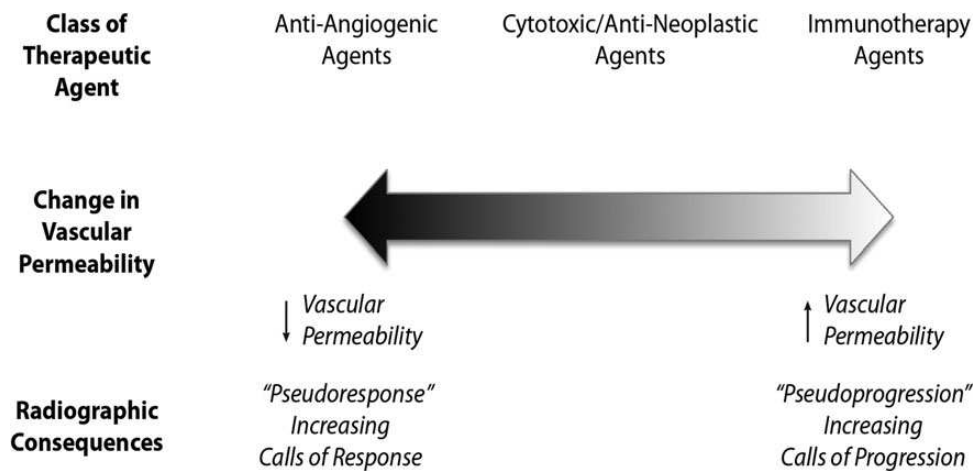 Class of
Therapeutic
Agent
Anti-Angiogenic
Agents
Cytotoxic/Anti-Neoplastic
Agents
Immunotherapy
Agents
Change in
Vascular
Permeability
↓ Vascular
Permeability
↑ Vascular
Permeability
Radiographic
Consequences
“Pseudoresponse”
Increasing
Calls of Response
“Pseudoprogression”
Increasing
Calls of Progression